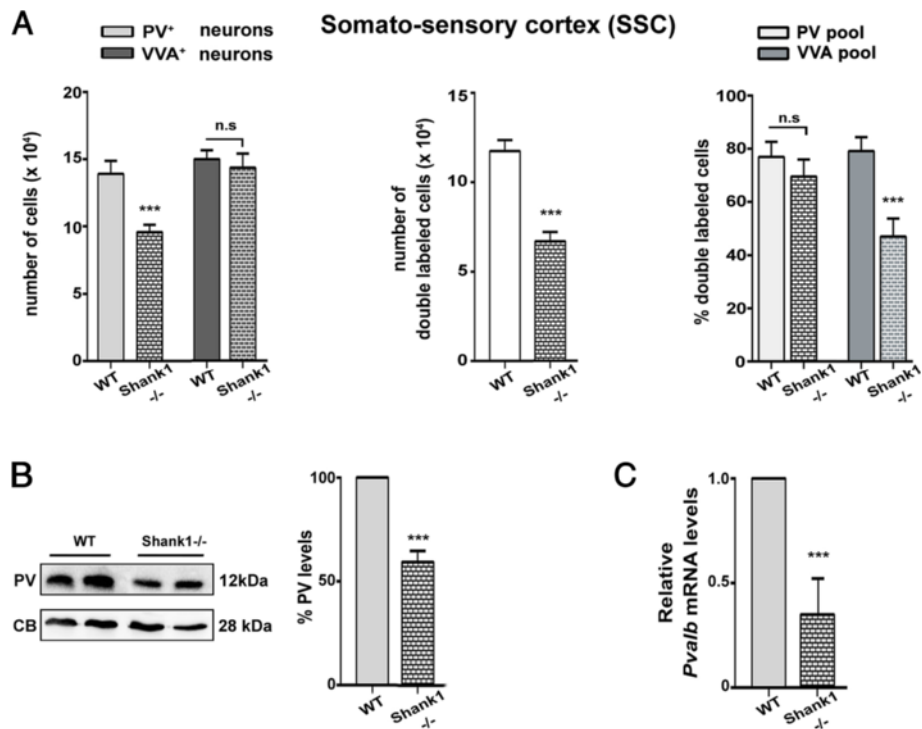 A
Somato-sensory cortex (SSC)
PV⁺ neurons
VVA⁺ neurons
number of cells (x 10⁴)
20
15
10
5
0
***
n.s
WT
Shank1
-/-
WT
Shank1
-/-
number of
double labeled cells (x 10⁴)
15
12
6
0
***
WT
Shank1
-/-
PV pool
VVA pool
% double labeled cells
100
80
60
40
20
0
n.s
***
WT
Shank1
-/-
WT
Shank1
-/-
B
WT Shank1-/-
PV 12kDa
CB 28 kDa
% PV levels
100
50
0
***
WT
Shank1
-/-
C
Relative
Pvalb mRNA levels
1.0
0.5
0
***
WT
Shank1
-/-